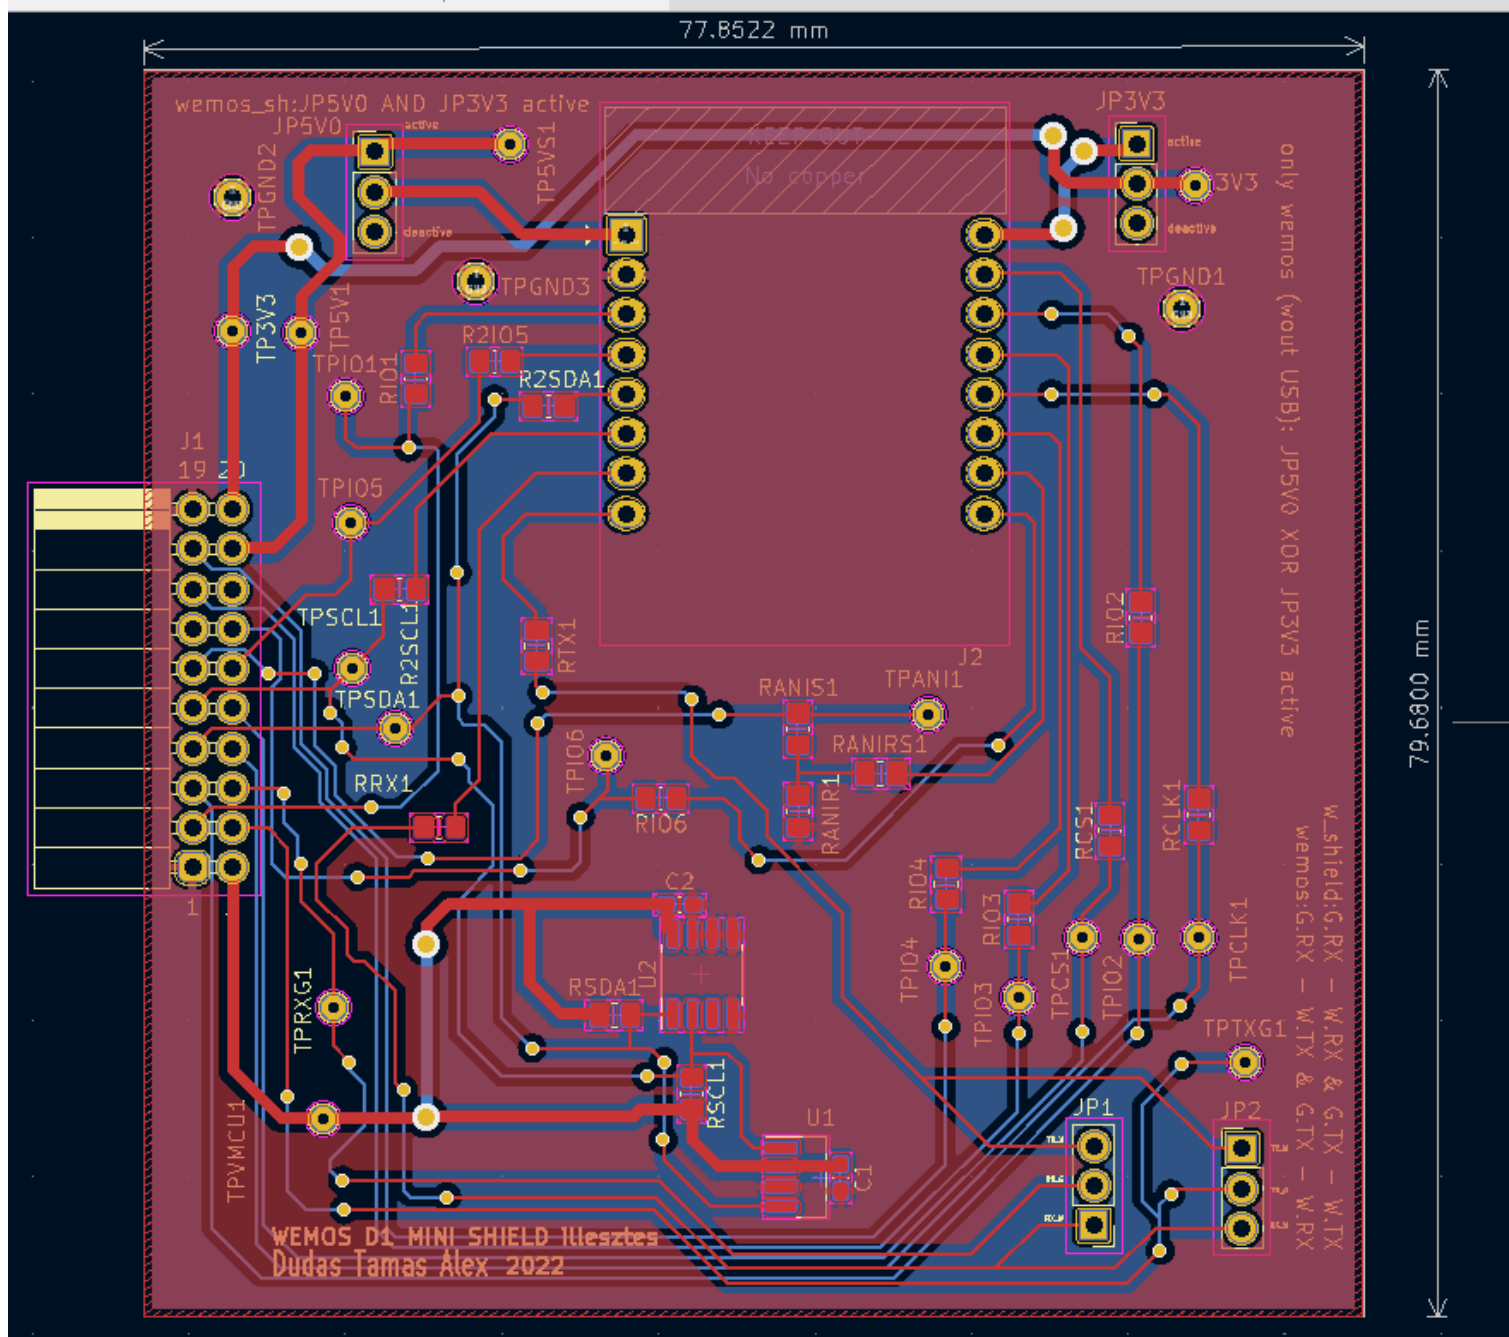 77.8522 mm
wemos_sh:JP5V0 AND JP3V3 active
JP5V0
active
JP3V3
active
TPGND2
TP5VS1
KEEP OUT
No copper
3V3
deactive
deactive
only wemos (wout USB): JP5V0 XOR JP3V3 active
TPGND3
TPGND1
TP3V3
TP5V1
R2IO5
TPIO1
RIO1
R2SDA1
J1
19 20
TPIO5
TPSCL1
R2SCL1
RIO2
RTX1
J2
79.6800 mm
TPSDA1
RANIS1
TPANI1
TPIO6
RANIRS1
RRX1
RIO6
RANIR1
RCS1
RCLK1
w_shield:G.RX - W.RX & G.TX - W.TX
wemos:G.RX - W.TX & G.TX - W.RX
1
C2
RIO4
RIO3
TPCLK1
TPIO4
TPIO3
TPCS1
TPIO2
U2
RSDA1
TPRXG1
TPTXG1
RSCL1
TPVMCU1
U1
JP1
JP2
C1
WEMOS D1 MINI SHIELD Illesztes
Dudas Tamas Alex 2022